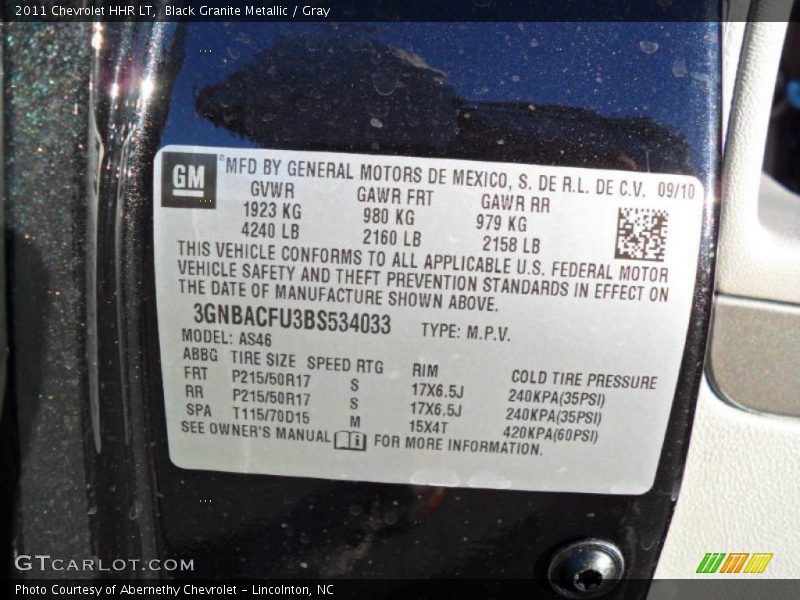 2011 Chevrolet HHR LT, Black Granite Metallic / Gray
GM
MFD BY GENERAL MOTORS DE MEXICO, S. DE R.L. DE C.V. 09/10
GVWR GAWR FRT GAWR RR
1923 KG 980 KG 979 KG
4240 LB 2160 LB 2158 LB
THIS VEHICLE CONFORMS TO ALL APPLICABLE U.S. FEDERAL MOTOR
VEHICLE SAFETY AND THEFT PREVENTION STANDARDS IN EFFECT ON
THE DATE OF MANUFACTURE SHOWN ABOVE.
3GNBACFU3BS534033 TYPE: M.P.V.
MODEL: AS46
ABBG TIRE SIZE SPEED RTG RIM COLD TIRE PRESSURE
FRT P215/50R17 S 17X6.5J 240KPA(35PSI)
RR P215/50R17 S 17X6.5J 240KPA(35PSI)
SPA T115/70D15 M 15X4T 420KPA(60PSI)
SEE OWNER'S MANUAL FOR MORE INFORMATION.
GTCARLOT.COM
Photo Courtesy of Abernethy Chevrolet - Lincolnton, NC